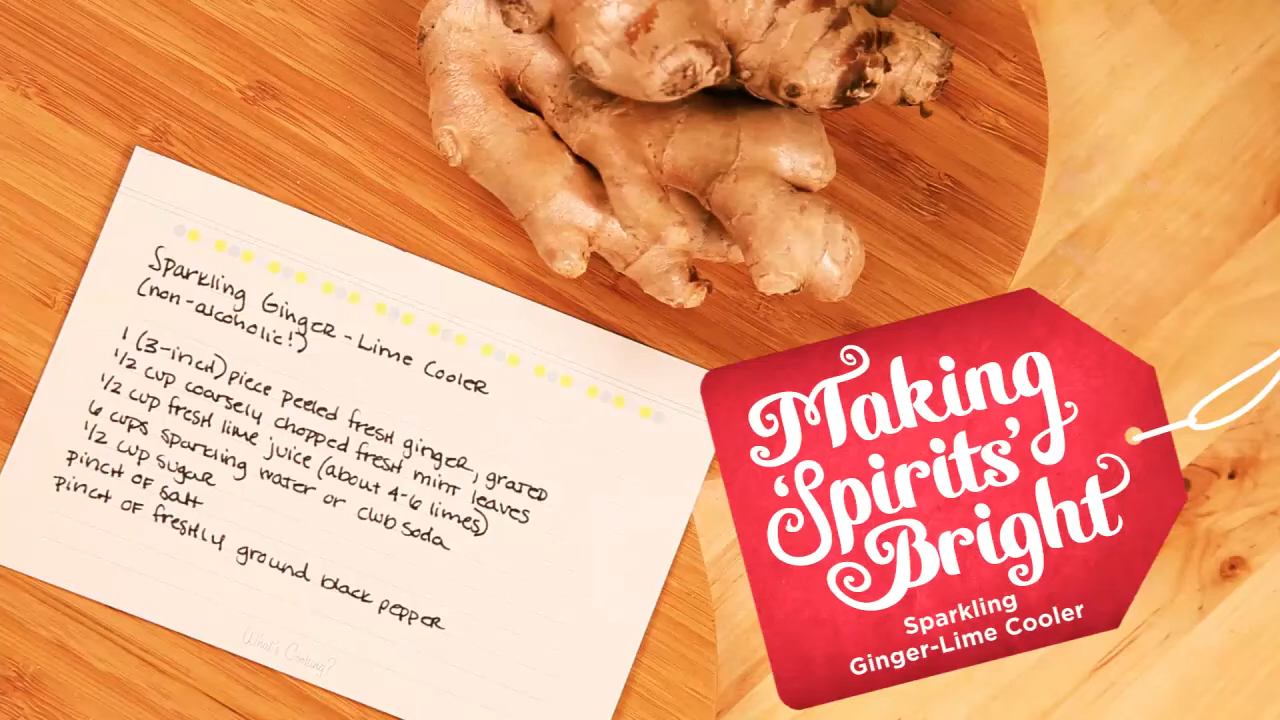 Sparkling Ginger-Lime Cooler
(non-alcoholic!)
1 (3-inch) piece peeled fresh ginger, grated
1/2 cup coarsely chopped fresh mint leaves
1/2 cup fresh lime juice (about 4-6 limes)
6 cups sparkling water or club soda
1/2 cup sugar
pinch of salt
pinch of freshly ground black pepper
What's Cooking?
Making
'Spirits'
Bright
Sparkling
Ginger-Lime Cooler